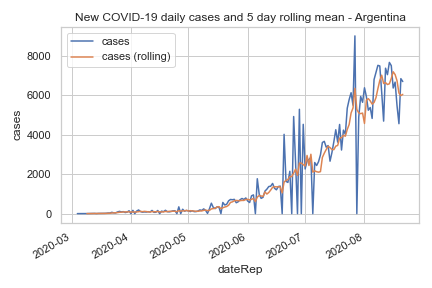 New COVID-19 daily cases and 5 day rolling mean - Argentina
cases
cases (rolling)
8000
6000
4000
2000
0
cases
2020-03
2020-04
2020-05
2020-06
2020-07
2020-08
dateRep